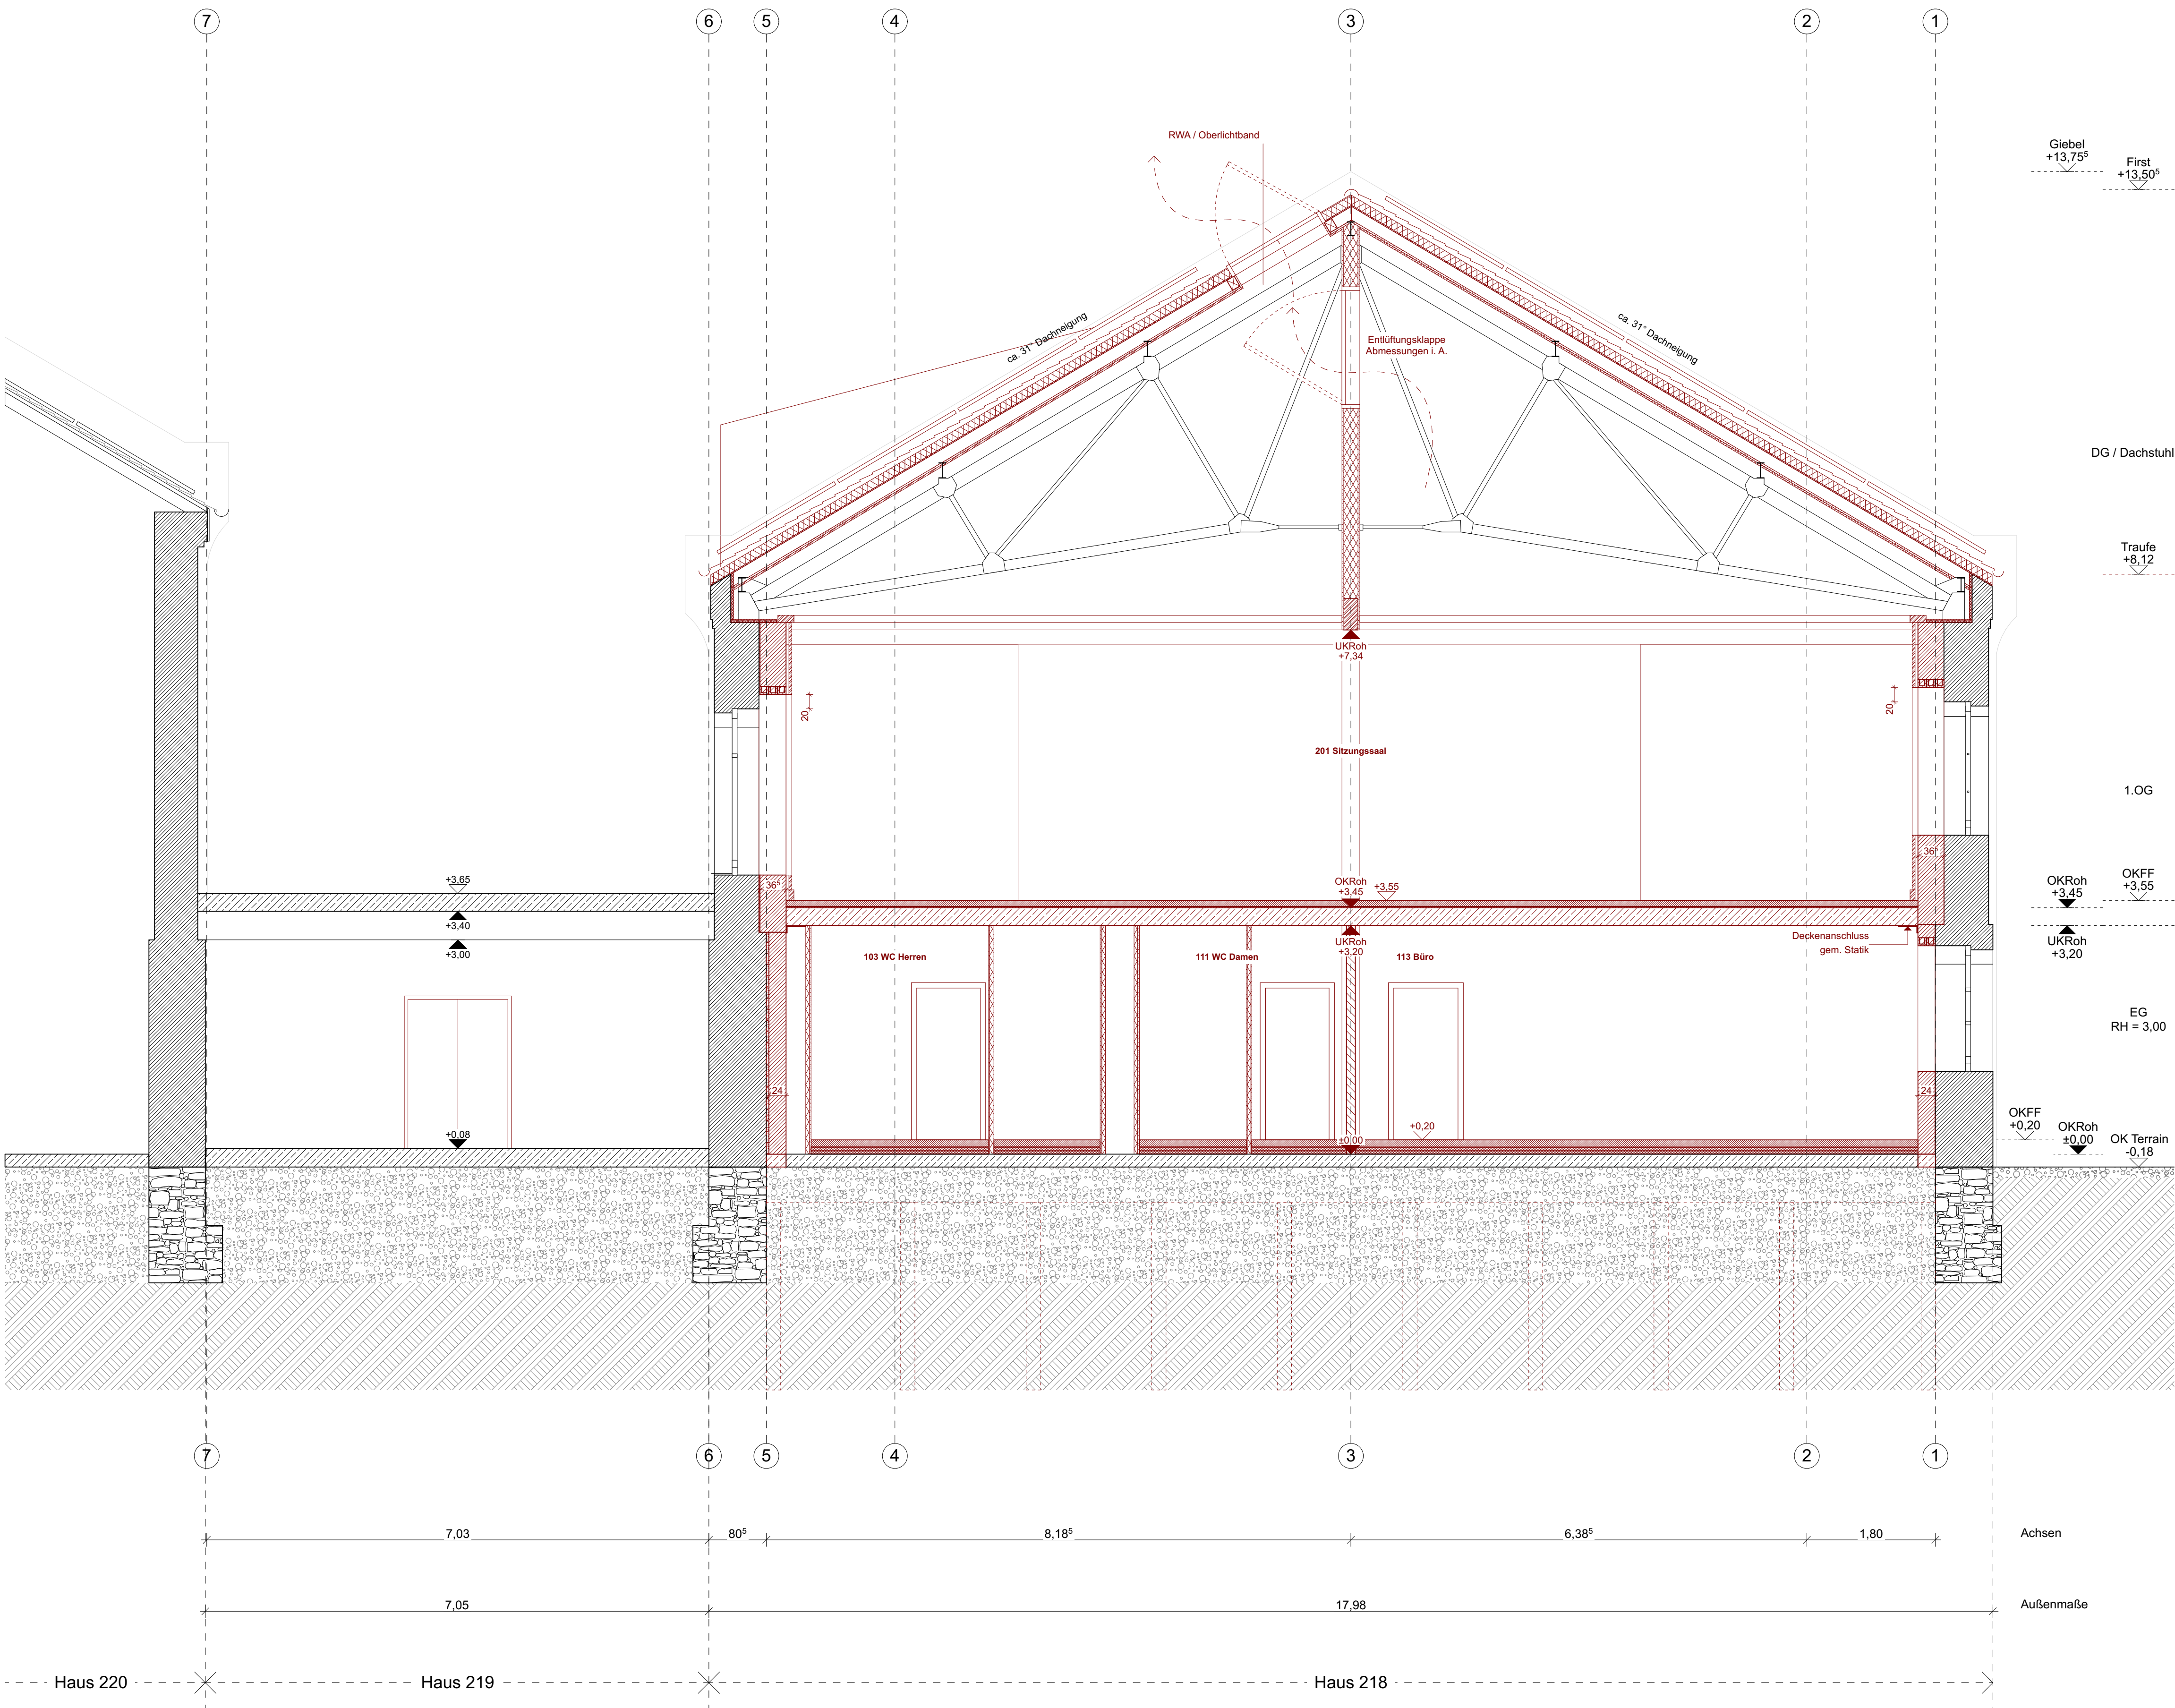 7 6 5 4 3 2 1
RWA / Oberlichtband
Giebel
+13,75⁵
First
+13,50⁵
ca. 31° Dachneigung
ca. 31° Dachneigung
Entlüftungsklappe
Abmessungen i. A.
DG / Dachstuhl
Traufe
+8,12
UKRoh
+7,34
20
20
201 Sitzungssaal
1.OG
36⁵
36⁵
+3,65
OKRoh
+3,45
+3,55
OKRoh
+3,45
OKFF
+3,55
+3,40
+3,00
UKRoh
+3,20
Deckenanschluss
gem. Statik
UKRoh
+3,20
103 WC Herren
111 WC Damen
113 Büro
EG
RH = 3,00
24
24
+0,08
±0,00
+0,20
OKFF
+0,20
OKRoh
±0,00
OK Terrain
-0,18
7 6 5 4 3 2 1
7,03 80⁵ 8,18⁵ 6,38⁵ 1,80 Achsen
7,05 17,98 Außenmaße
Haus 220 Haus 219 Haus 218